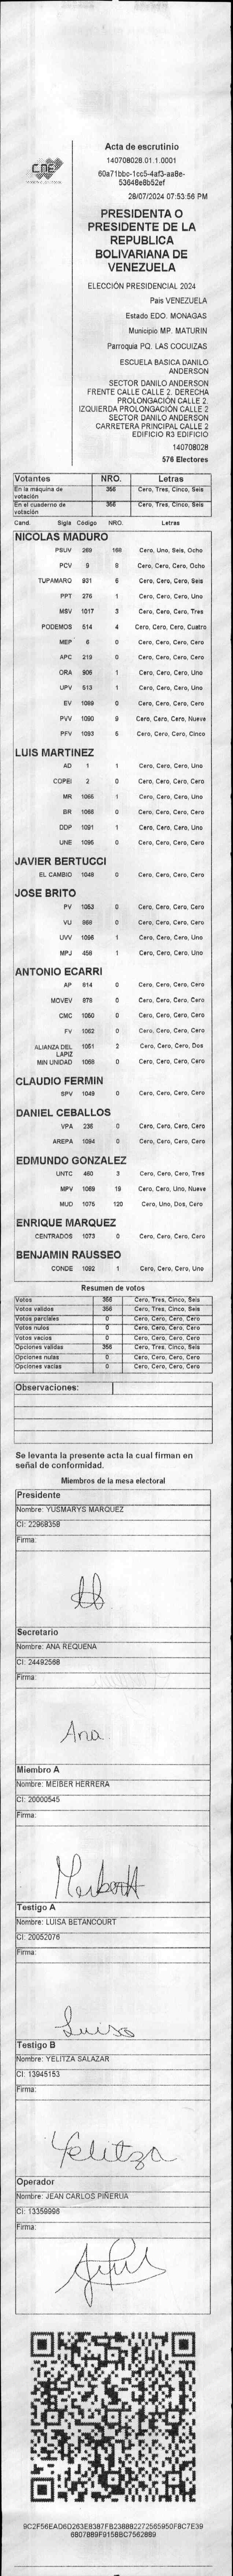 CNE
Acta de escrutinio
140708028.01.1.0001
60a71bbc-1cc5-4af3-aa8e-
53648e8b52ef
28/07/2024 07:53:56 PM
PRESIDENTA O
PRESIDENTE DE LA
REPUBLICA
BOLIVARIANA DE
VENEZUELA
ELECCIÓN PRESIDENCIAL 2024
País VENEZUELA
Estado EDO. MONAGAS
Municipio MP. MATURIN
Parroquia PQ. LAS COCUIZAS
ESCUELA BASICA DANILO
ANDERSON
SECTOR DANILO ANDERSON
FRENTE CALLE CALLE 2. DERECHA
PROLONGACIÓN CALLE 2.
IZQUIERDA PROLONGACIÓN CALLE 2
SECTOR DANILO ANDERSON
CARRETERA PRINCIPAL CALLE 2
EDIFICIO R3 EDIFICIO
140708028
576 Electores
Votantes NRO. Letras
En la máquina de votación 356 Cero, Tres, Cinco, Seis
En el cuaderno de votación 356 Cero, Tres, Cinco, Seis
Cand. Sigla Código NRO. Letras
NICOLAS MADURO
PSUV 269 168 Cero, Uno, Seis, Ocho
PCV 9 8 Cero, Cero, Cero, Ocho
TUPAMARO 931 6 Cero, Cero, Cero, Seis
PPT 276 1 Cero, Cero, Cero, Uno
MSV 1017 3 Cero, Cero, Cero, Tres
PODEMOS 514 4 Cero, Cero, Cero, Cuatro
MEP 6 0 Cero, Cero, Cero, Cero
APC 219 0 Cero, Cero, Cero, Cero
ORA 906 1 Cero, Cero, Cero, Uno
UPV 513 1 Cero, Cero, Cero, Uno
EV 1089 0 Cero, Cero, Cero, Cero
PVV 1090 9 Cero, Cero, Cero, Nueve
PFV 1093 5 Cero, Cero, Cero, Cinco
LUIS MARTINEZ
AD 1 1 Cero, Cero, Cero, Uno
COPEI 2 0 Cero, Cero, Cero, Cero
MR 1065 1 Cero, Cero, Cero, Uno
BR 1066 0 Cero, Cero, Cero, Cero
DDP 1091 1 Cero, Cero, Cero, Uno
UNE 1095 0 Cero, Cero, Cero, Cero
JAVIER BERTUCCI
EL CAMBIO 1048 0 Cero, Cero, Cero, Cero
JOSE BRITO
PV 1053 0 Cero, Cero, Cero, Cero
VU 868 0 Cero, Cero, Cero, Cero
UVV 1096 1 Cero, Cero, Cero, Uno
MPJ 458 1 Cero, Cero, Cero, Uno
ANTONIO ECARRI
AP 814 0 Cero, Cero, Cero, Cero
MOVEV 979 0 Cero, Cero, Cero, Cero
CMC 1050 0 Cero, Cero, Cero, Cero
FV 1052 0 Cero, Cero, Cero, Cero
ALIANZA DEL LAPIZ 1051 2 Cero, Cero, Cero, Dos
MIN UNIDAD 1068 0 Cero, Cero, Cero, Cero
CLAUDIO FERMIN
SPV 1049 0 Cero, Cero, Cero, Cero
DANIEL CEBALLOS
VPA 236 0 Cero, Cero, Cero, Cero
AREPA 1094 0 Cero, Cero, Cero, Cero
EDMUNDO GONZALEZ
UNTC 460 3 Cero, Cero, Cero, Tres
MPV 1069 19 Cero, Cero, Uno, Nueve
MUD 1075 120 Cero, Uno, Dos, Cero
ENRIQUE MARQUEZ
CENTRADOS 1073 0 Cero, Cero, Cero, Cero
BENJAMIN RAUSSEO
CONDE 1092 1 Cero, Cero, Cero, Uno
Resumen de votos
Votos 356 Cero, Tres, Cinco, Seis
Votos validos 356 Cero, Tres, Cinco, Seis
Votos parciales 0 Cero, Cero, Cero, Cero
Votos nulos 0 Cero, Cero, Cero, Cero
Votos vacios 0 Cero, Cero, Cero, Cero
Opciones validas 356 Cero, Tres, Cinco, Seis
Opciones nulas 0 Cero, Cero, Cero, Cero
Opciones vacias 0 Cero, Cero, Cero, Cero
Observaciones:
Se levanta la presente acta la cual firman en
señal de conformidad.
Miembros de la mesa electoral
Presidente
Nombre: YUSMARYS MARQUEZ
CI: 22968358
Firma:
Secretario
Nombre: ANA REQUENA
CI: 24492568
Firma:
Ana
Miembro A
Nombre: MEIBER HERRERA
CI: 20000545
Firma:
Testigo A
Nombre: LUISA BETANCOURT
CI: 20052076
Firma:
Luisa
Testigo B
Nombre: YELITZA SALAZAR
CI: 13945153
Firma:
Yelitza
Operador
Nombre: JEAN CARLOS PIÑERUA
CI: 13359996
Firma:
9C2F56EAD6D263E8387FB238882272565950F8C7E39
6807889F9158BC7562889